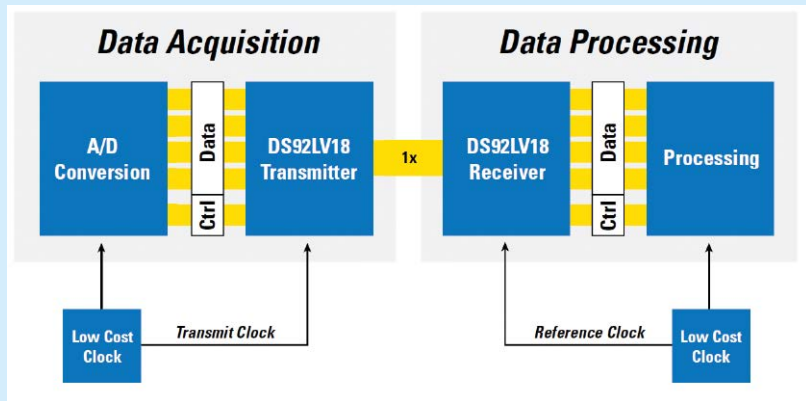 Data Acquisition
A/D
Conversion
Data
Ctrl
DS92LV18
Transmitter
1x
Data Processing
DS92LV18
Receiver
Data
Ctrl
Processing
Low Cost
Clock
Transmit Clock
Reference Clock
Low Cost
Clock